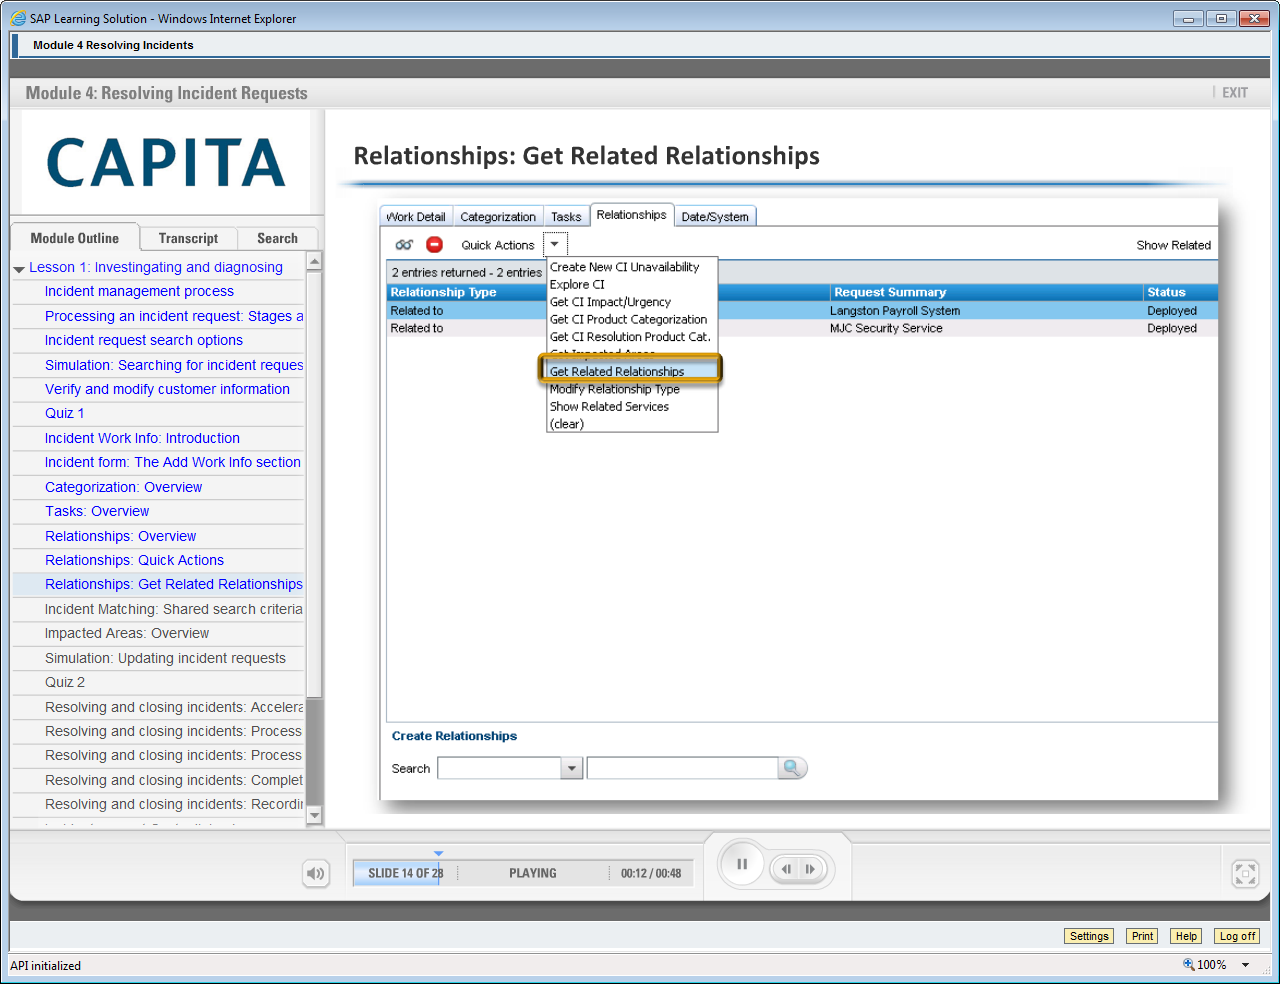 SAP Learning Solution - Windows Internet Explorer
Module 4 Resolving Incidents
Module 4: Resolving Incident Requests
EXIT
CAPITA
Module Outline
Transcript
Search
Lesson 1: Investingating and diagnosing
Incident management process
Processing an incident request: Stages a
Incident request search options
Simulation: Searching for incident reques
Verify and modify customer information
Quiz 1
Incident Work Info: Introduction
Incident form: The Add Work Info section
Categorization: Overview
Tasks: Overview
Relationships: Overview
Relationships: Quick Actions
Relationships: Get Related Relationships
Incident Matching: Shared search criteria
Impacted Areas: Overview
Simulation: Updating incident requests
Quiz 2
Resolving and closing incidents: Accelera
Resolving and closing incidents: Process
Resolving and closing incidents: Process
Resolving and closing incidents: Complet
Resolving and closing incidents: Recordin
Relationships: Get Related Relationships
Work Detail Categorization Tasks Relationships Date/System
Quick Actions
Show Related
2 entries returned - 2 entries
Relationship Type Request Summary Status
Related to Langston Payroll System Deployed
Related to MJC Security Service Deployed
Create New CI Unavailability
Explore CI
Get CI Impact/Urgency
Get CI Product Categorization
Get CI Resolution Product Cat.
Get Impacted Areas
Get Related Relationships
Modify Relationship Type
Show Related Services
(clear)
Create Relationships
Search
SLIDE 14 OF 28
PLAYING
00:12 / 00:48
Settings Print Help Log off
API initialized
100%